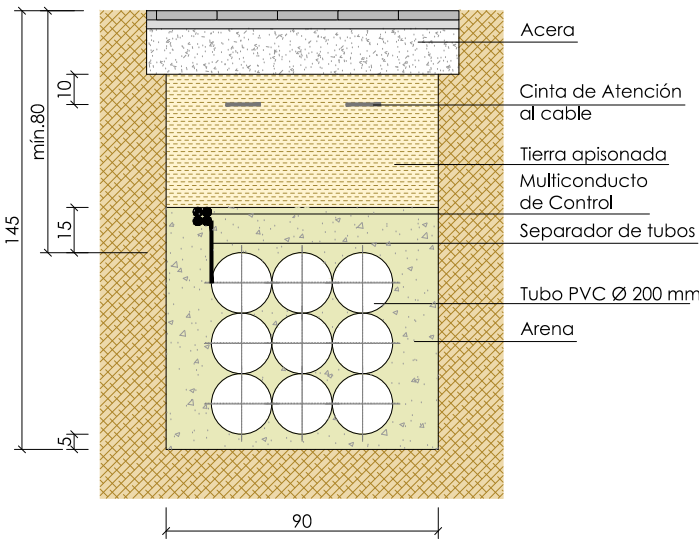 Acera
Cinta de Atención
al cable
Tierra apisonada
Multiconducto
de Control
Separador de tubos
Tubo PVC Ø 200 mm
Arena
10
mín.80
15
145
5
90